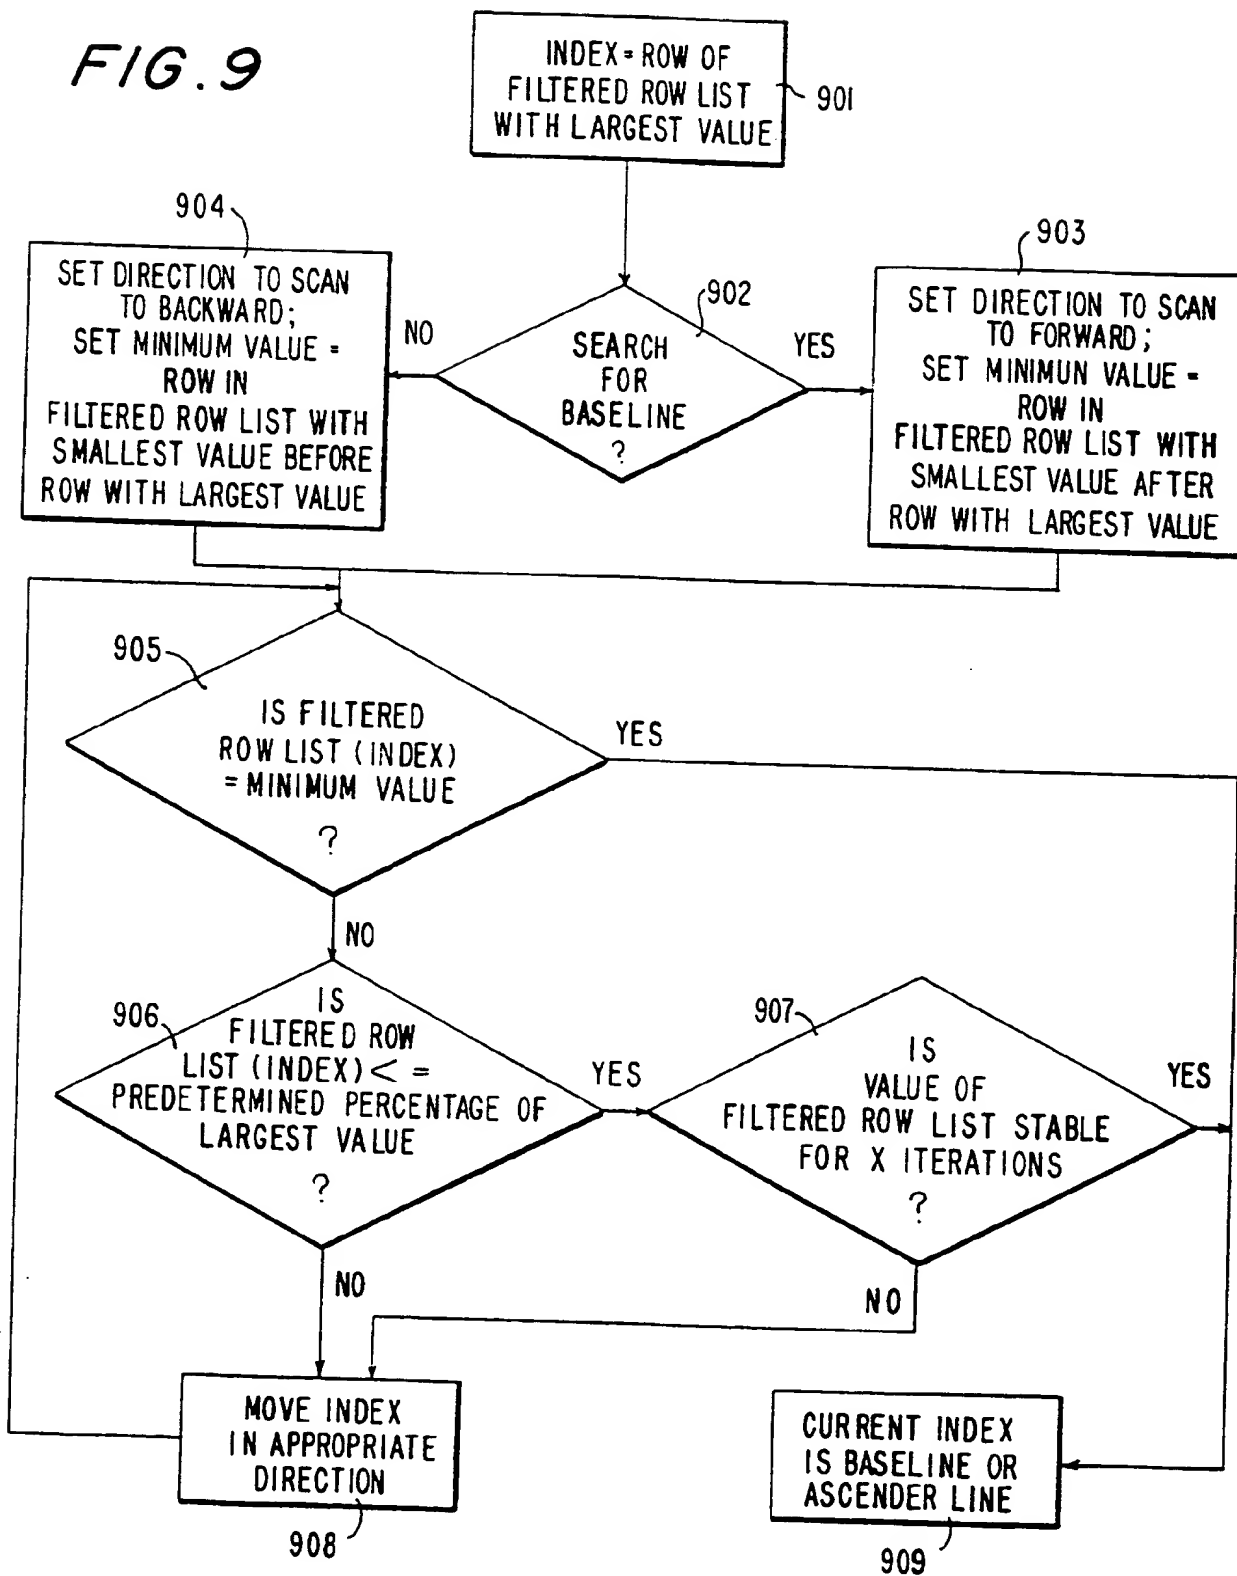 FIG. 9
INDEX = ROW OF
FILTERED ROW LIST
WITH LARGEST VALUE
901
904
SET DIRECTION TO SCAN
TO BACKWARD;
SET MINIMUM VALUE =
ROW IN
FILTERED ROW LIST WITH
SMALLEST VALUE BEFORE
ROW WITH LARGEST VALUE
NO
902
SEARCH
FOR
BASELINE
?
YES
903
SET DIRECTION TO SCAN
TO FORWARD;
SET MINIMUN VALUE =
ROW IN
FILTERED ROW LIST WITH
SMALLEST VALUE AFTER
ROW WITH LARGEST VALUE
905
IS FILTERED
ROW LIST (INDEX)
= MINIMUM VALUE
?
YES
NO
906
IS
FILTERED ROW
LIST (INDEX) < =
PREDETERMINED PERCENTAGE OF
LARGEST VALUE
?
YES
907
IS
VALUE OF
FILTERED ROW LIST STABLE
FOR X ITERATIONS
?
YES
NO
NO
MOVE INDEX
IN APPROPRIATE
DIRECTION
908
CURRENT INDEX
IS BASELINE OR
ASCENDER LINE
909